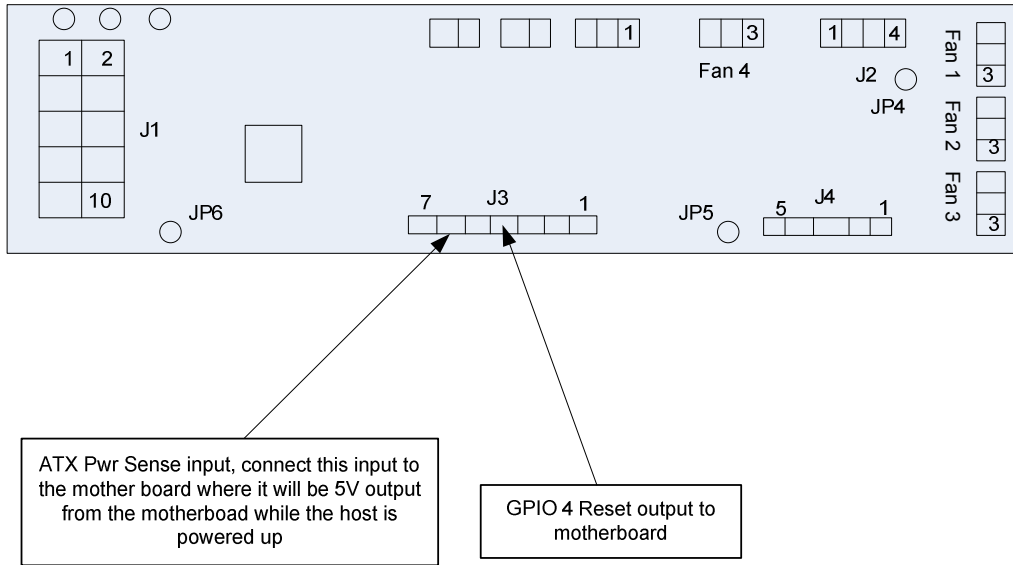 1 2
10
J1
JP6
1
3
Fan 4
1 4
J2
JP4
Fan 1
3
Fan 2
3
Fan 3
3
7 J3 1
JP5
5 J4 1
ATX Pwr Sense input, connect this input to
the mother board where it will be 5V output
from the motherboad while the host is
powered up
GPIO 4 Reset output to
motherboard